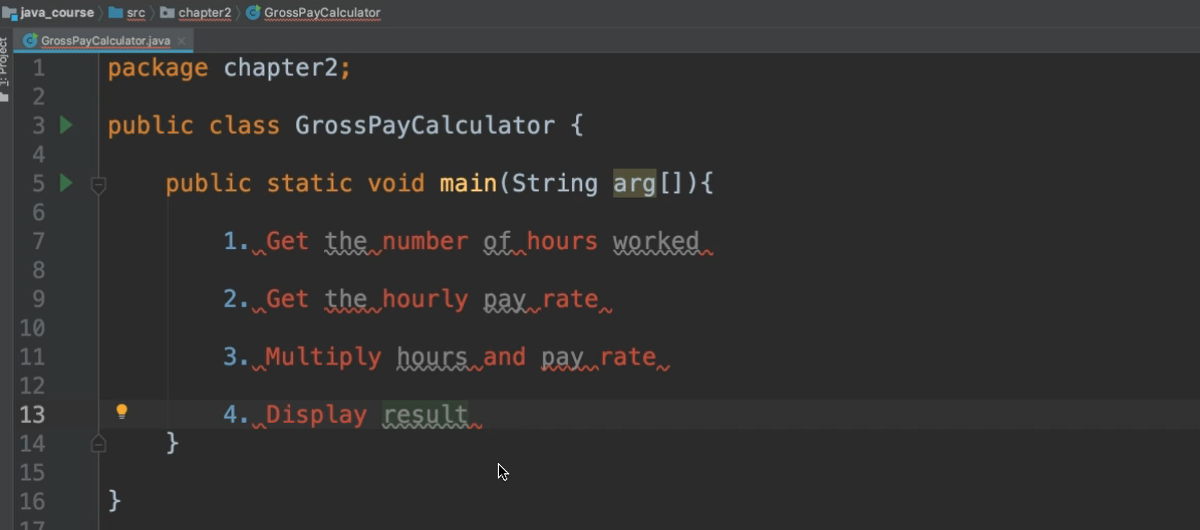 java_course src chapter2 GrossPayCalculator
GrossPayCalculator.java
1: Project
1 package chapter2;
2
3 public class GrossPayCalculator {
4
5 public static void main(String arg[]){
6
7 1. Get the number of hours worked
8
9 2. Get the hourly pay rate
10
11 3. Multiply hours and pay rate
12
13 4. Display result
14 }
15
16 }
17